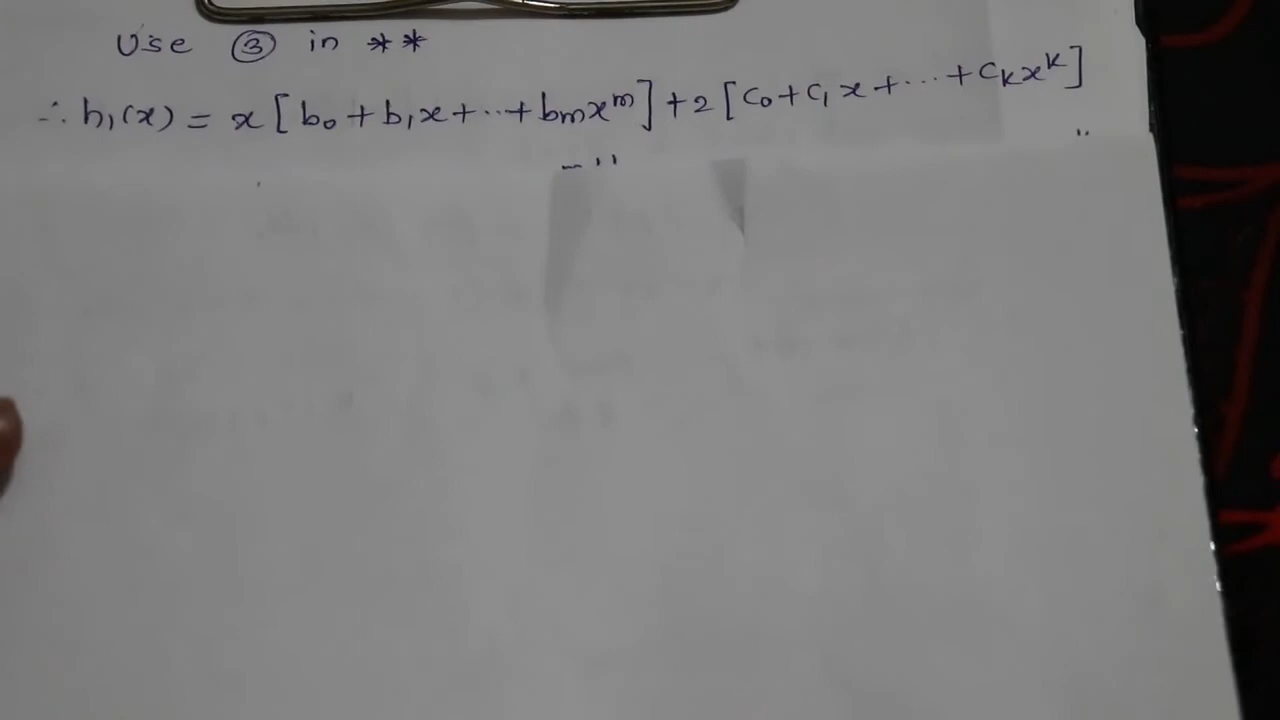 Use ③ in **
∴ h₁(x) = x[b₀+b₁x+··+bₘxᵐ]+2[c₀+c₁x+···+cₖxᵏ]